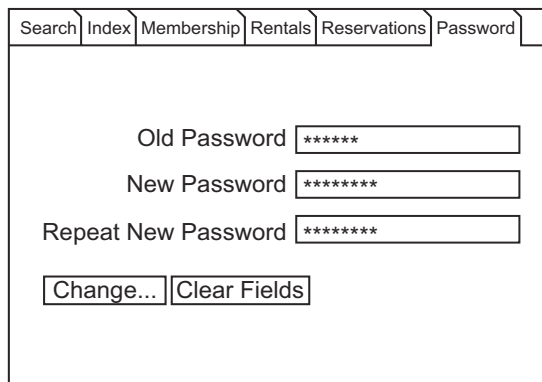 Search Index Membership Rentals Reservations Password
Old Password ******
New Password ********
Repeat New Password ********
Change... Clear Fields